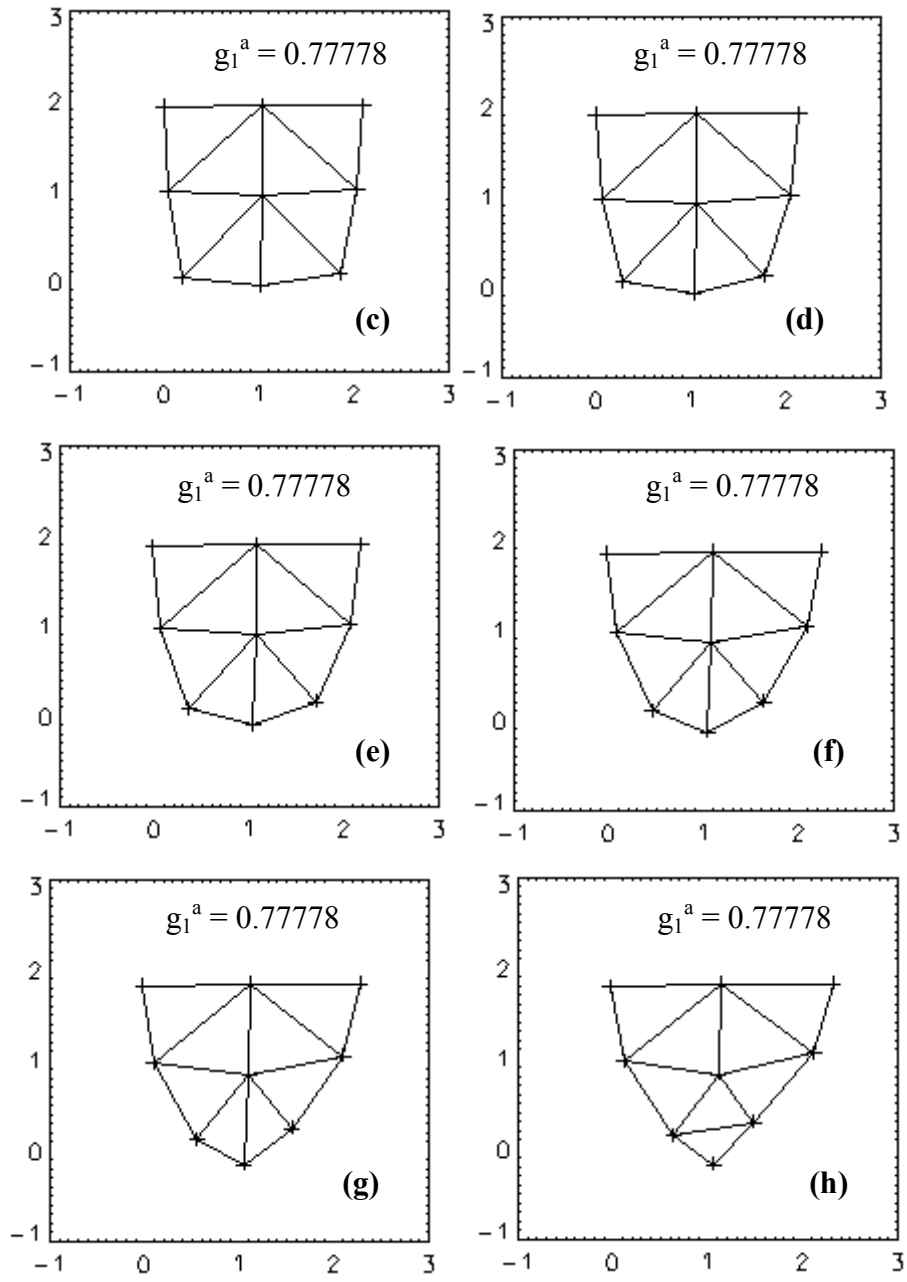 3 3
g₁ᵃ = 0.77778 g₁ᵃ = 0.77778
2 2
1 1
0 0
(c) (d)
−1 −1
−1 0 1 2 3 −1 0 1 2 3
3 3
g₁ᵃ = 0.77778 g₁ᵃ = 0.77778
2 2
1 1
0 0
(e) (f)
−1 −1
−1 0 1 2 3 −1 0 1 2 3
3 3
g₁ᵃ = 0.77778 g₁ᵃ = 0.77778
2 2
1 1
0 0
(g) (h)
−1 −1
−1 0 1 2 3 −1 0 1 2 3